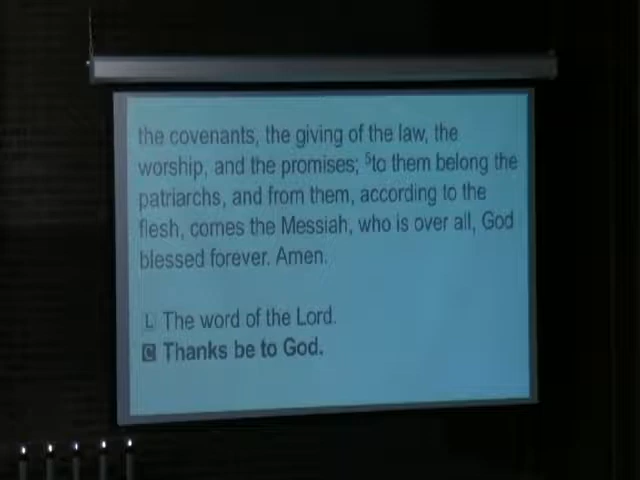 the covenants, the giving of the law, the
worship, and the promises; ⁵to them belong the
patriarchs, and from them, according to the
flesh, comes the Messiah, who is over all, God
blessed forever. Amen.
L The word of the Lord.
C Thanks be to God.